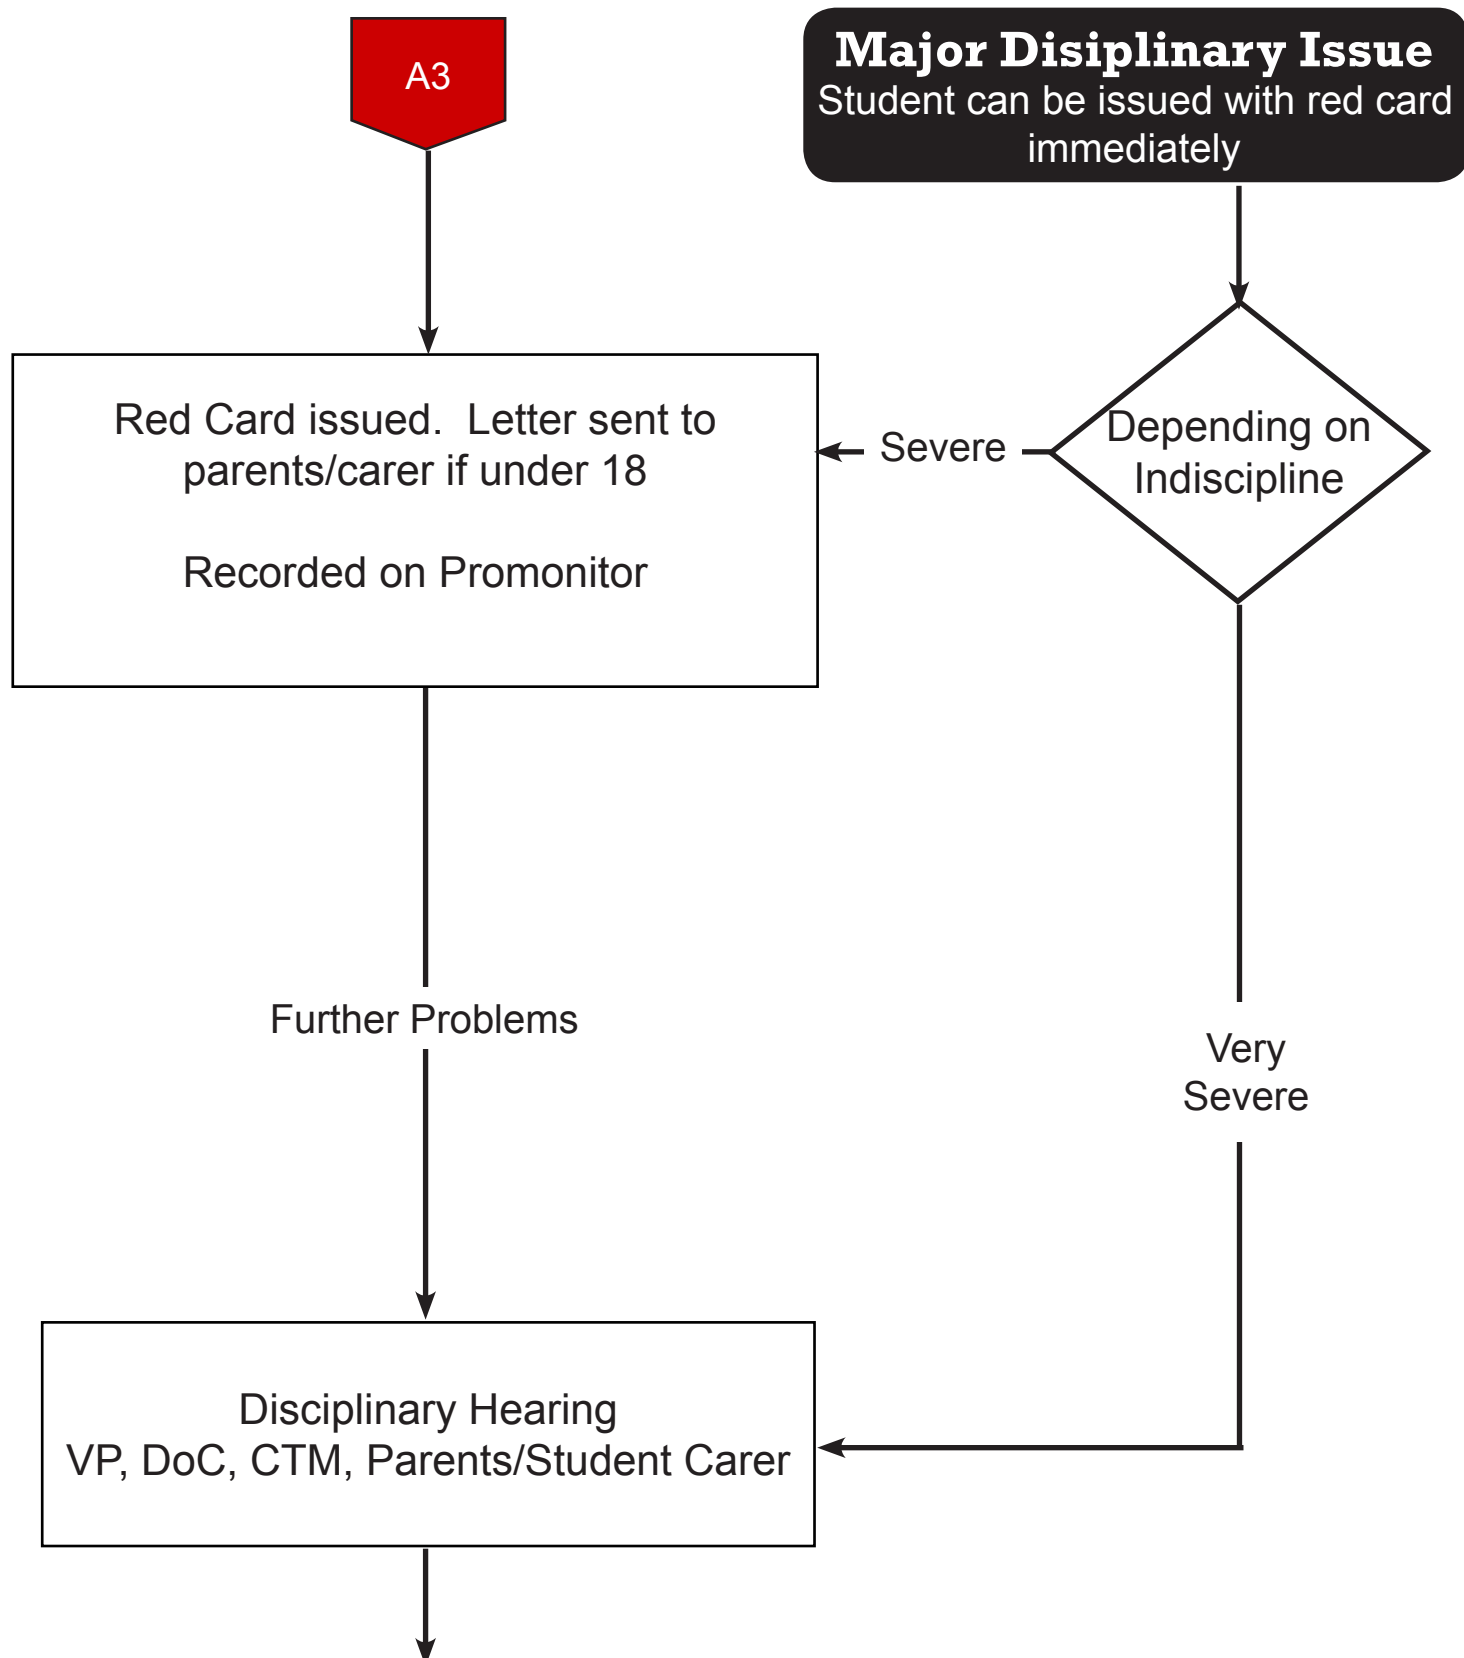 A3
Major Disiplinary Issue
Student can be issued with red card
immediately
Red Card issued.  Letter sent to
parents/carer if under 18
Recorded on Promonitor
Severe
Depending on
Indiscipline
Further Problems
Very
Severe
Disciplinary Hearing
VP, DoC, CTM, Parents/Student Carer